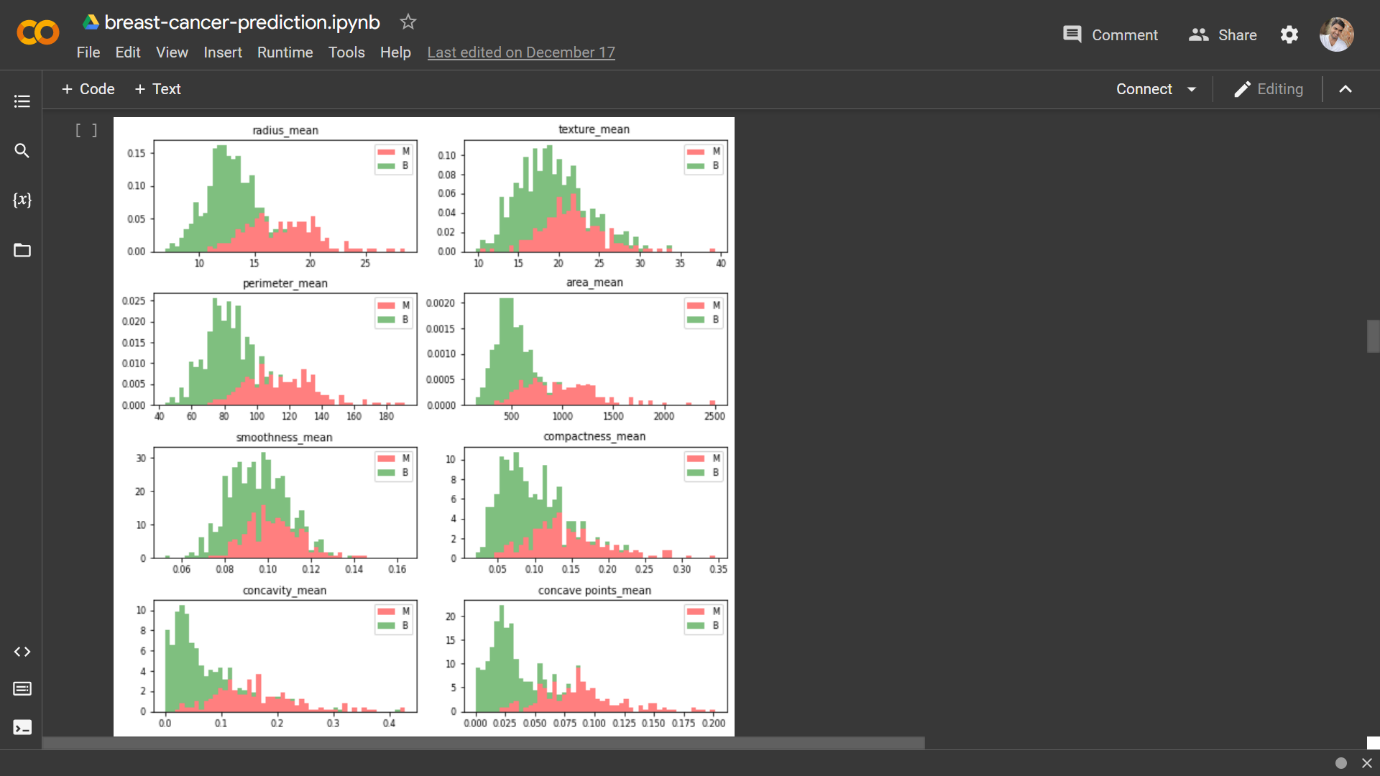 breast-cancer-prediction.ipynb
File Edit View Insert Runtime Tools Help Last edited on December 17
Comment Share
+ Code + Text
Connect Editing
[ ]
{x}
radius_mean
M
B
0.15
0.10
0.05
0.00
10 15 20 25
texture_mean
M
B
0.10
0.08
0.06
0.04
0.02
0.00
10 15 20 25 30 35 40
perimeter_mean
M
B
0.025
0.020
0.015
0.010
0.005
0.000
40 60 80 100 120 140 160 180
area_mean
M
B
0.0020
0.0015
0.0010
0.0005
0.0000
500 1000 1500 2000 2500
smoothness_mean
M
B
30
20
10
0
0.06 0.08 0.10 0.12 0.14 0.16
compactness_mean
M
B
10
8
6
4
2
0
0.05 0.10 0.15 0.20 0.25 0.30 0.35
concavity_mean
M
B
10
8
6
4
2
0
0.0 0.1 0.2 0.3 0.4
concave points_mean
M
B
20
15
10
5
0
0.000 0.025 0.050 0.075 0.100 0.125 0.150 0.175 0.200